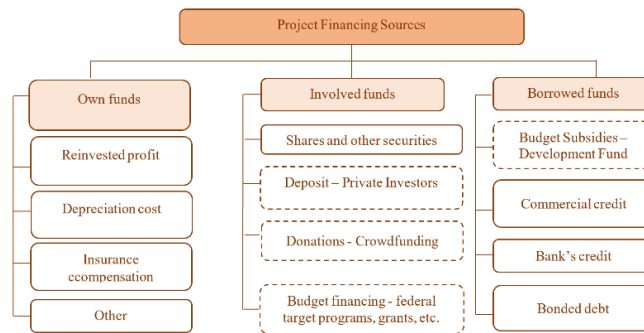 Project Financing Sources
Own funds
Reinvested profit
Depreciation cost
Insurance
ccompensation
Other
Involved funds
Shares and other securities
Deposit – Private Investors
Donations - Crowdfunding
Budget financing - federal
target programs, grants, etc.
Borrowed funds
Budget Subsidies –
Development Fund
Commercial credit
Bank's credit
Bonded debt